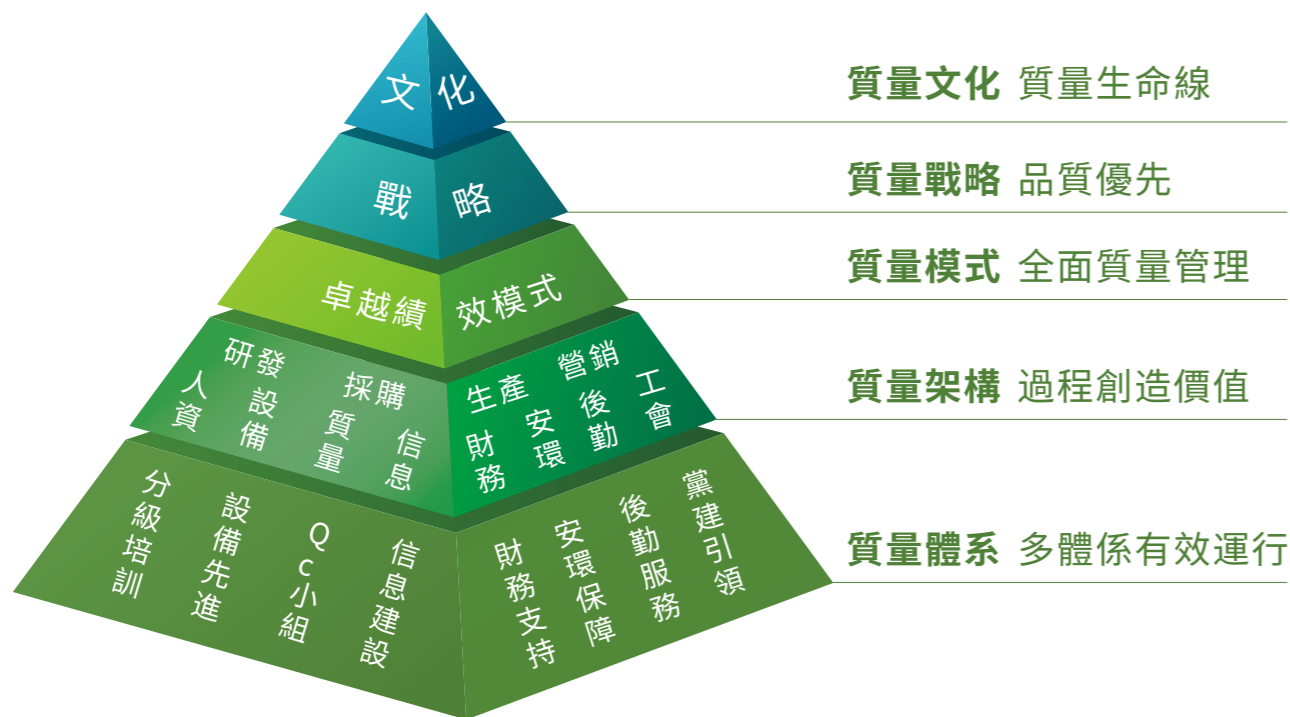 文化
質量文化 質量生命線
戰略
質量戰略 品質優先
卓越績效模式
質量模式 全面質量管理
研發
採購
生產
營銷
人資
設備
質量
信息
財務
安環
後勤
工會
質量架構 過程創造價值
分級培訓
設備先進
Qc小組
信息建設
財務支持
安環保障
後勤服務
黨建引領
質量體系 多體係有效運行